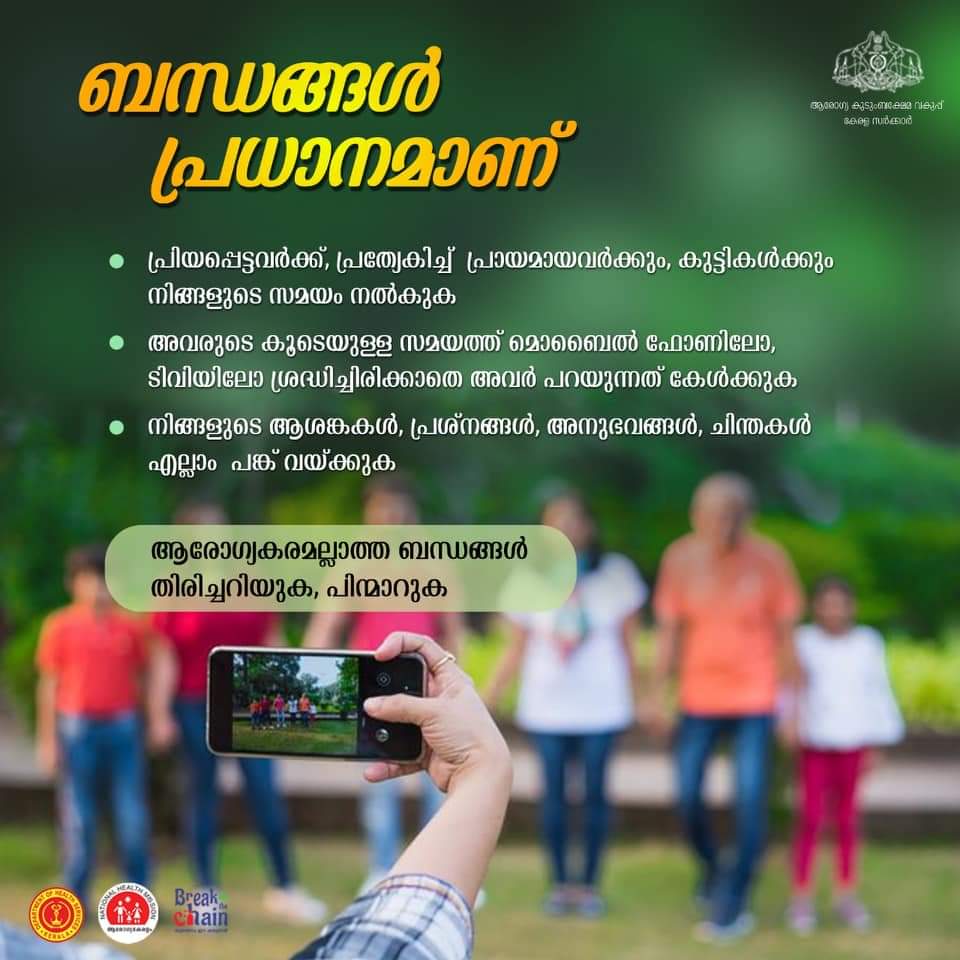 ബന്ധങ്ങൾ
പ്രധാനമാണ്
ആരോഗ്യ കുടുംബക്ഷേമ വകുപ്പ്
കേരള സർക്കാർ
പ്രിയപ്പെട്ടവർക്ക്, പ്രത്യേകിച്ച് പ്രായമായവർക്കും, കുട്ടികൾക്കും
നിങ്ങളുടെ സമയം നൽകുക
അവരുടെ കൂടെയുള്ള സമയത്ത് മൊബൈൽ ഫോണിലോ,
ടിവിയിലോ ശ്രദ്ധിച്ചിരിക്കാതെ അവർ പറയുന്നത് കേൾക്കുക
നിങ്ങളുടെ ആശങ്കകൾ, പ്രശ്നങ്ങൾ, അനുഭവങ്ങൾ, ചിന്തകൾ
എല്ലാം പങ്ക് വയ്ക്കുക
ആരോഗ്യകരമല്ലാത്ത ബന്ധങ്ങൾ
തിരിച്ചറിയുക, പിന്മാറുക
DEPARTMENT OF HEALTH SERVICES
KERALA
NATIONAL HEALTH MISSION
ആരോഗ്യകേരളം
Break
the
chain